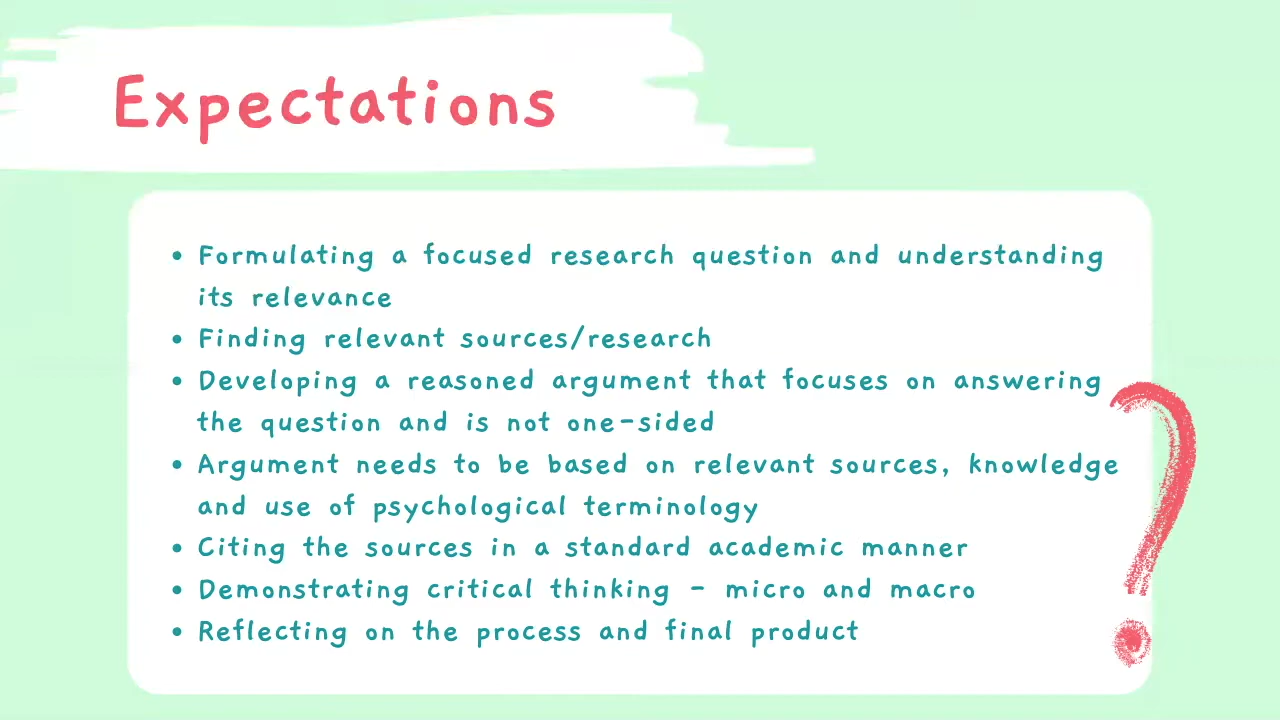 Expectations
• Formulating a focused research question and understanding
its relevance
• Finding relevant sources/research
• Developing a reasoned argument that focuses on answering
the question and is not one-sided
• Argument needs to be based on relevant sources, knowledge
and use of psychological terminology
• Citing the sources in a standard academic manner
• Demonstrating critical thinking - micro and macro
• Reflecting on the process and final product
?